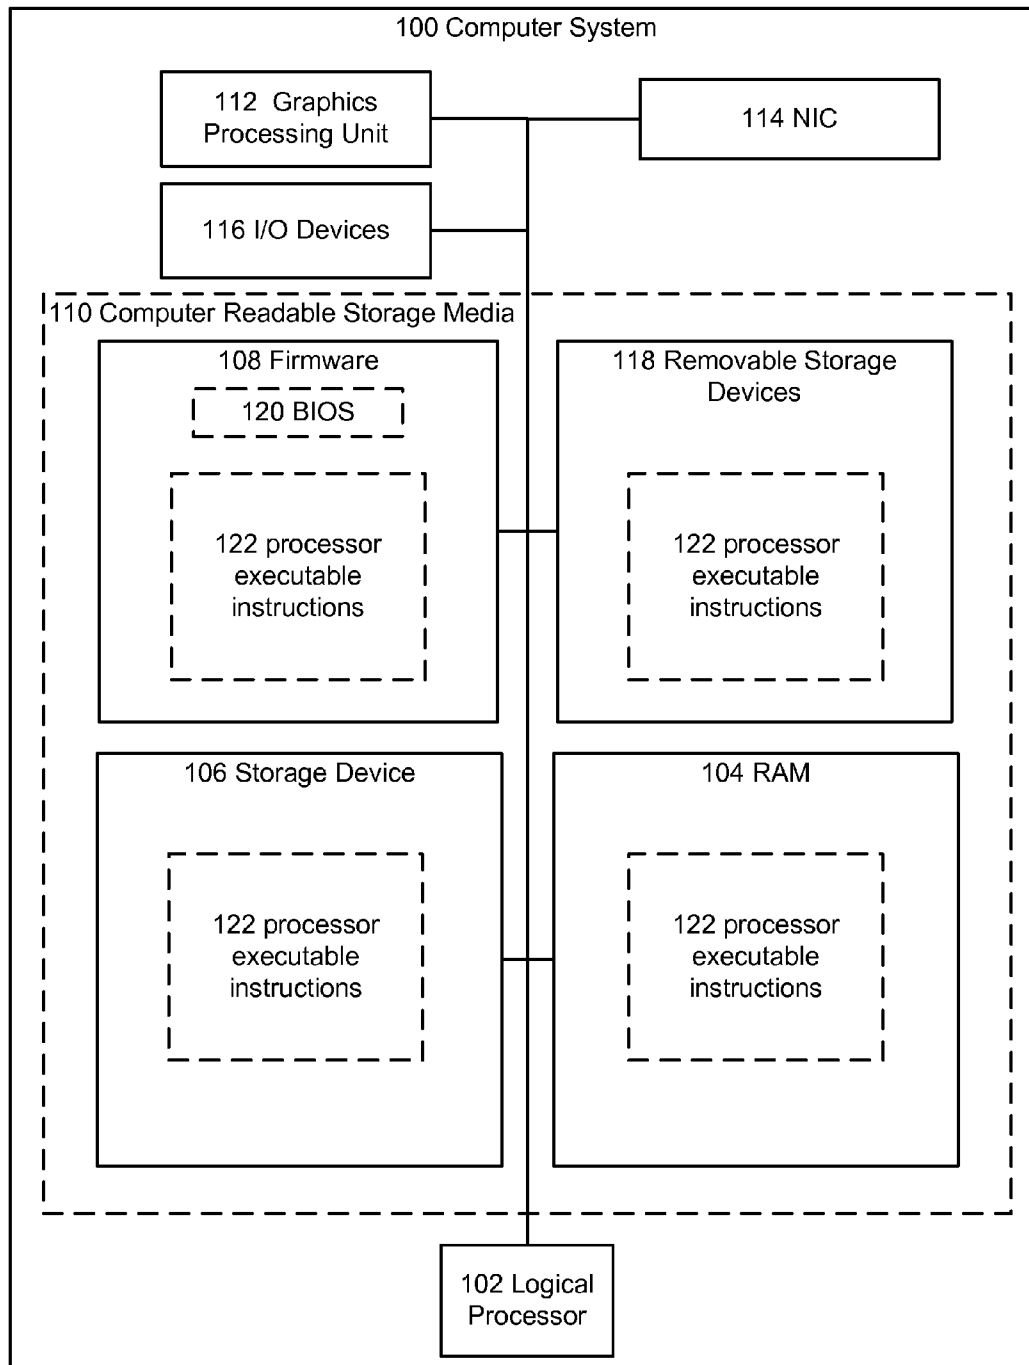 100 Computer System
112 Graphics
Processing Unit
114 NIC
116 I/O Devices
110 Computer Readable Storage Media
108 Firmware
120 BIOS
122 processor
executable
instructions
118 Removable Storage
Devices
122 processor
executable
instructions
106 Storage Device
122 processor
executable
instructions
104 RAM
122 processor
executable
instructions
102 Logical
Processor